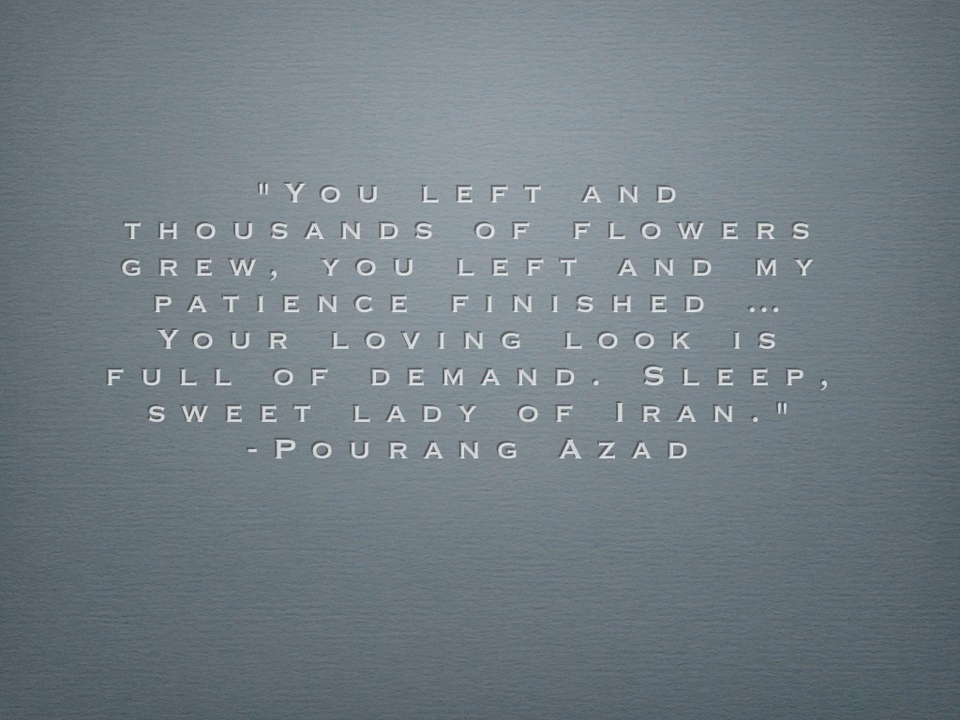 "You left and
thousands of flowers
grew, you left and my
patience finished ...
Your loving look is
full of demand. Sleep,
sweet lady of Iran."
-Pourang Azad